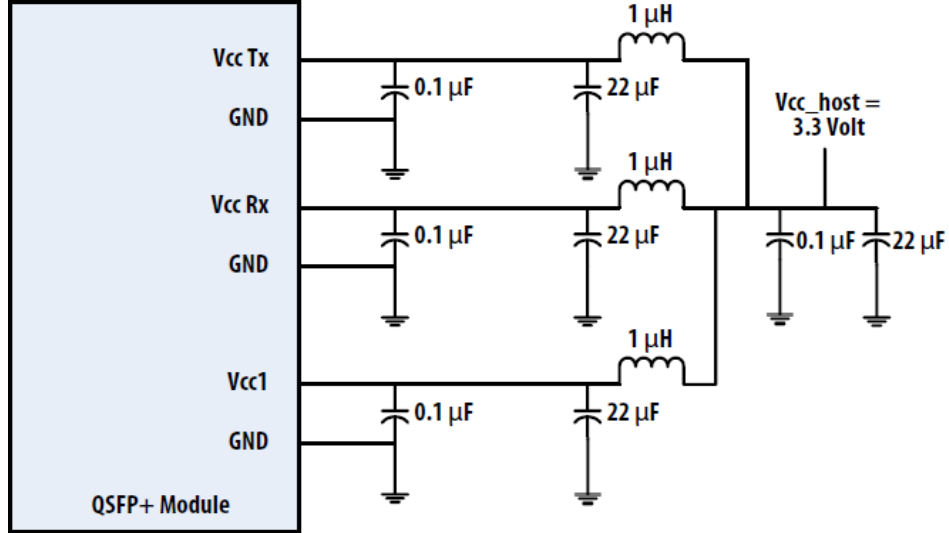 1 μH
Vcc Tx
0.1 μF
22 μF
GND
Vcc_host =
3.3 Volt
1 μH
Vcc Rx
0.1 μF
22 μF
0.1 μF
22 μF
GND
1 μH
Vcc1
0.1 μF
22 μF
GND
QSFP+ Module